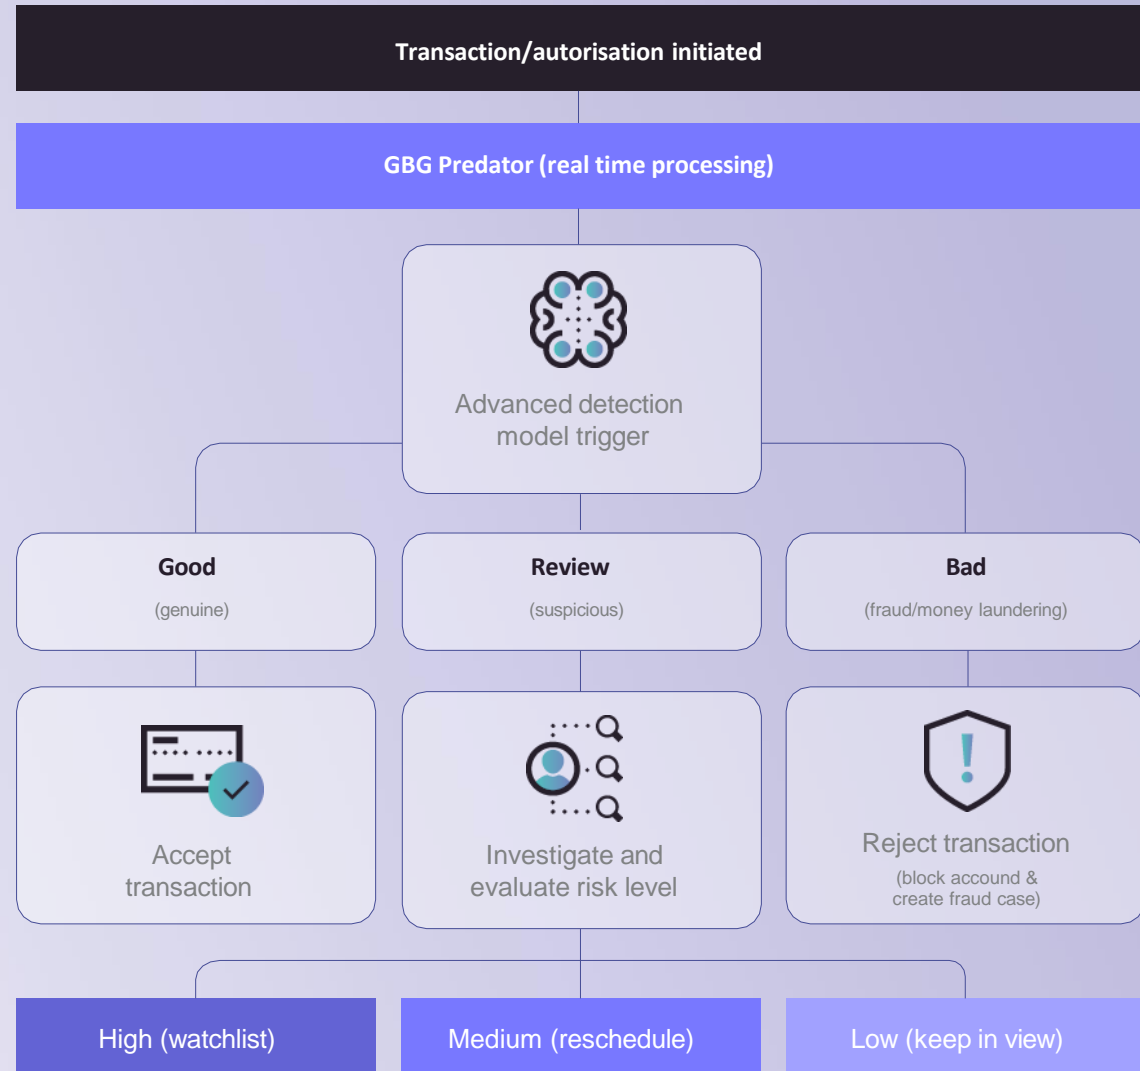 Transaction/autorisation initiated
GBG Predator (real time processing)
Advanced detection
model trigger
Good
(genuine)
Review
(suspicious)
Bad
(fraud/money laundering)
Accept
transaction
Investigate and
evaluate risk level
Reject transaction
(block accound &
create fraud case)
High (watchlist)
Medium (reschedule)
Low (keep in view)